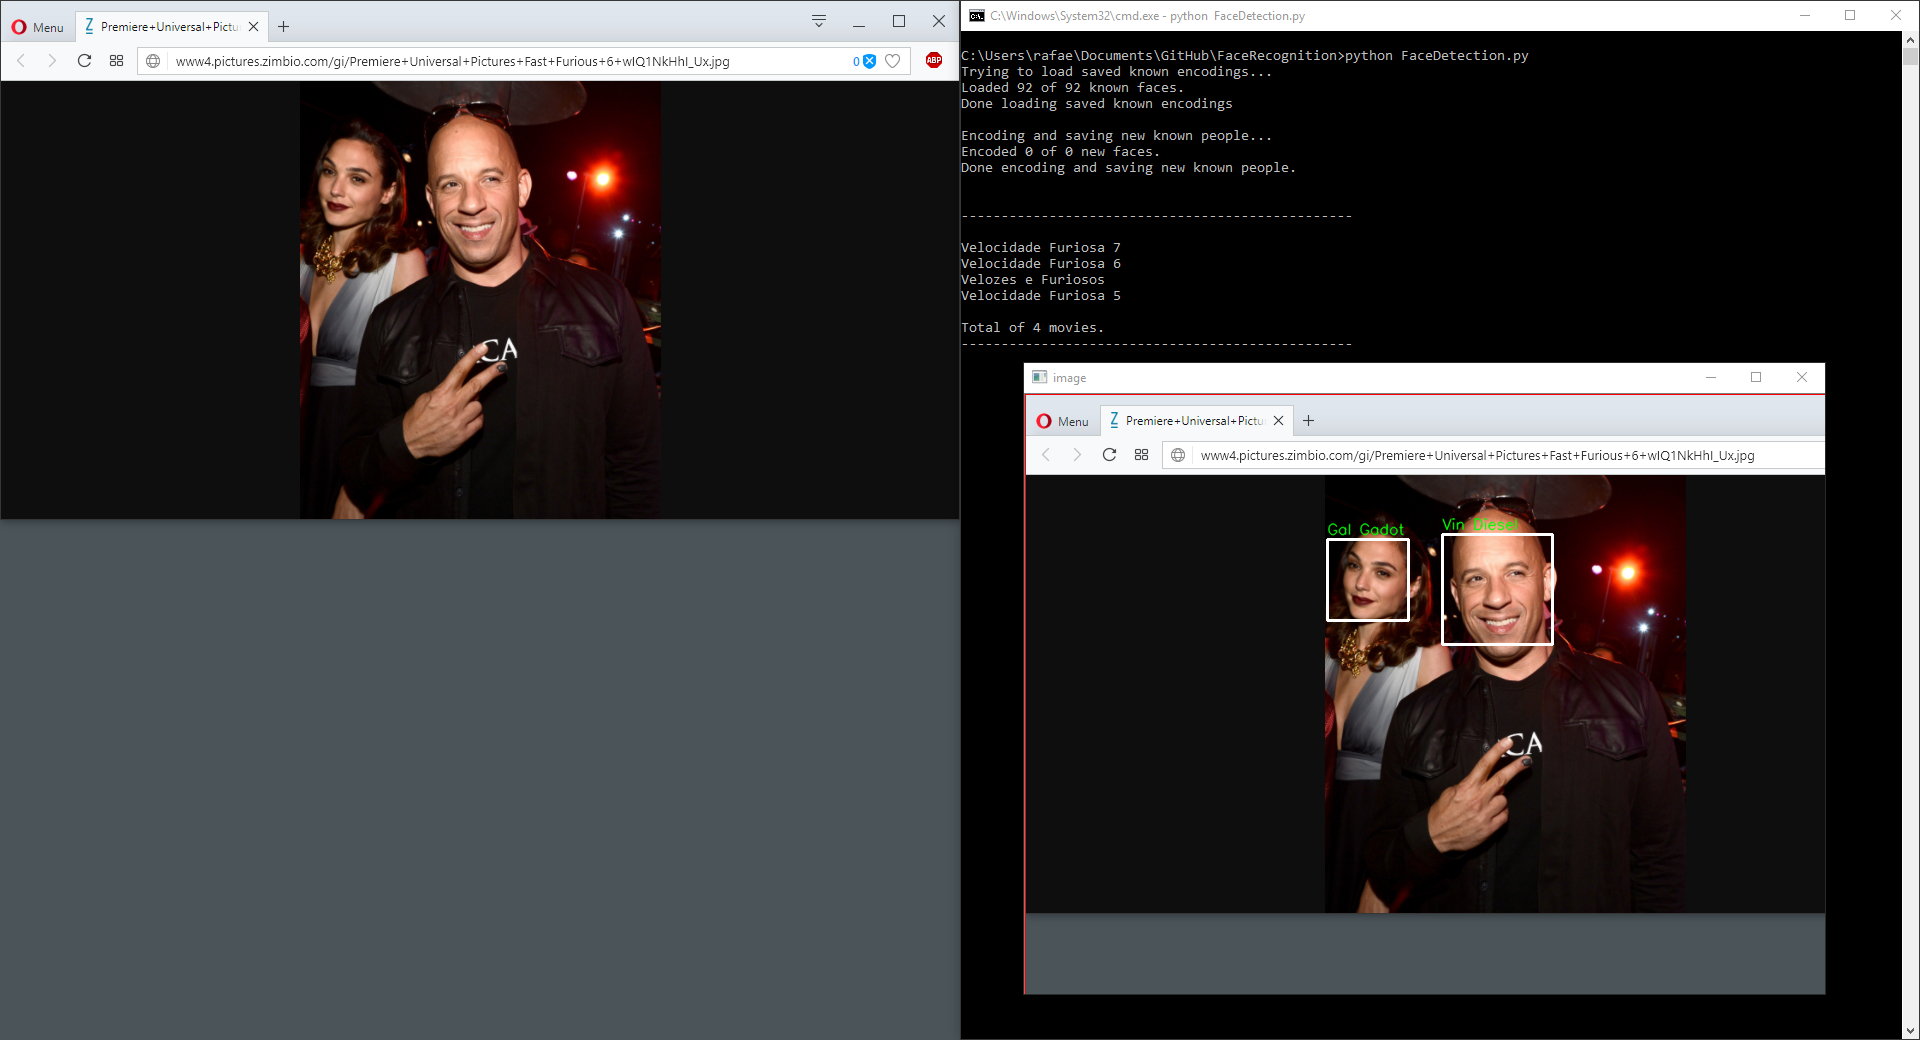 Menu
Premiere+Universal+Pictu
www4.pictures.zimbio.com/gi/Premiere+Universal+Pictures+Fast+Furious+6+wIQ1NkHhI_Ux.jpg
0
ABP
CA
C:\Windows\System32\cmd.exe - python  FaceDetection.py
C:\Users\rafae\Documents\GitHub\FaceRecognition>python FaceDetection.py
Trying to load saved known encodings...
Loaded 92 of 92 known faces.
Done loading saved known encodings
Encoding and saving new known people...
Encoded 0 of 0 new faces.
Done encoding and saving new known people.
-------------------------------------------------
Velocidade Furiosa 7
Velocidade Furiosa 6
Velozes e Furiosos
Velocidade Furiosa 5
Total of 4 movies.
-------------------------------------------------
image
Menu
Premiere+Universal+Pictu
www4.pictures.zimbio.com/gi/Premiere+Universal+Pictures+Fast+Furious+6+wIQ1NkHhI_Ux.jpg
Gal Gadot
Vin Diesel
CA